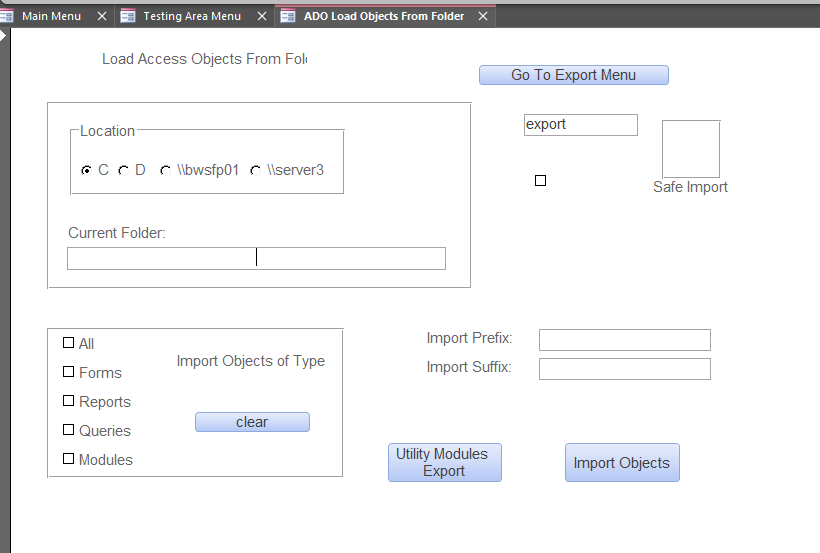 Main Menu
Testing Area Menu
ADO Load Objects From Folder
Load Access Objects From Fol
Go To Export Menu
export
Location
C
D
\\bwsfp01
\\server3
Safe Import
Current Folder:
All
Forms
Reports
Queries
Modules
Import Objects of Type
clear
Import Prefix:
Import Suffix:
Utility Modules
Export
Import Objects